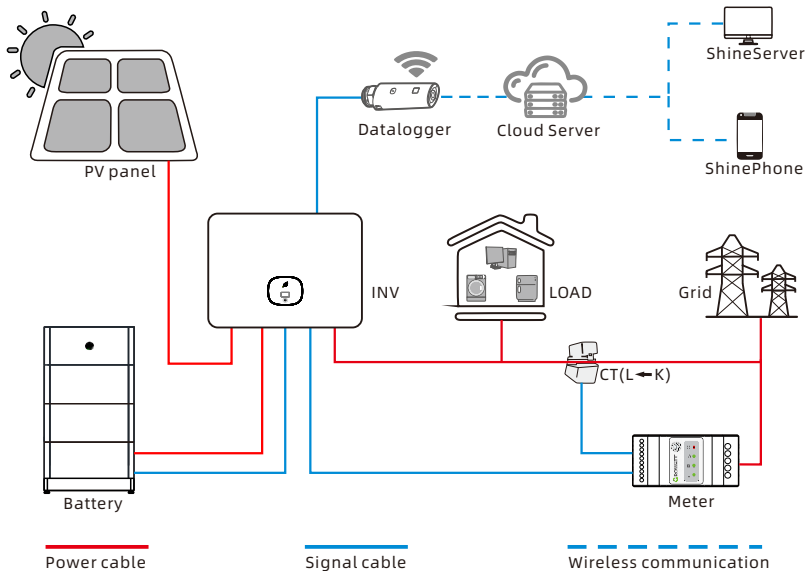 ShineServer
Datalogger
Cloud Server
PV panel
ShinePhone
INV
LOAD
Grid
CT(L←K)
GROWATT
Battery
Meter
Power cable
Signal cable
Wireless communication